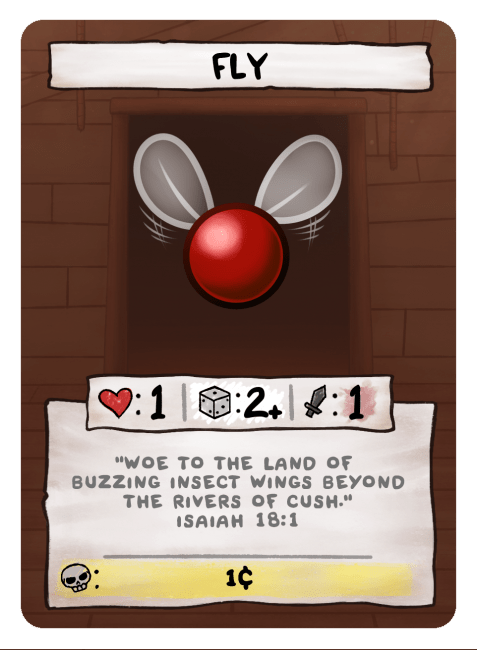 FLY
:1 :2+ :1
"WOE TO THE LAND OF
BUZZING INSECT WINGS BEYOND
THE RIVERS OF CUSH."
ISAIAH 18:1
: 1¢